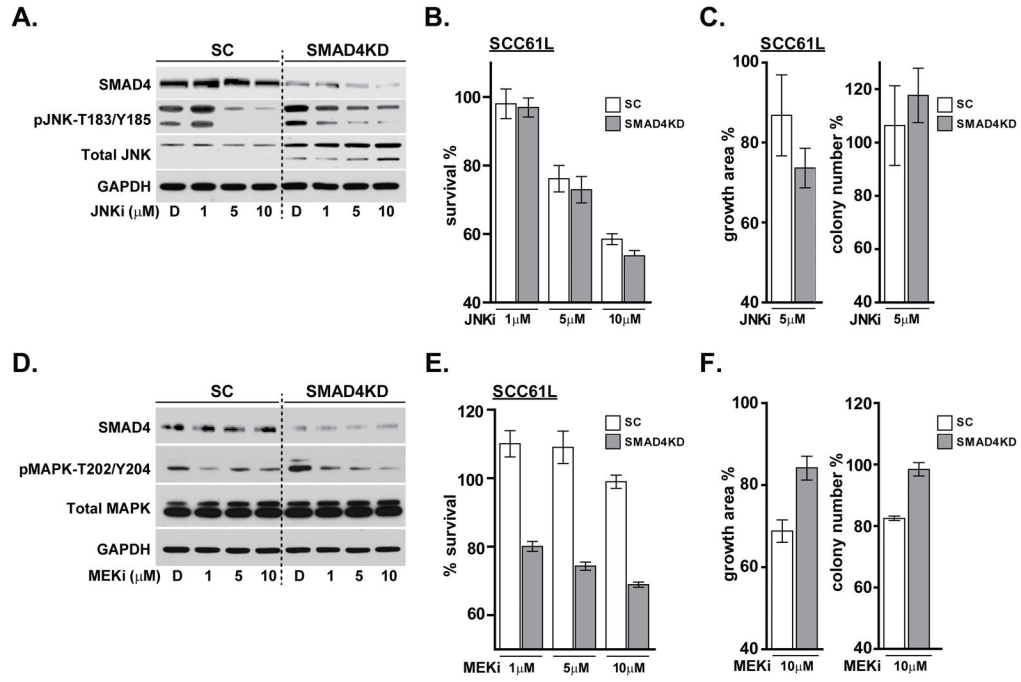 A.
SC SMAD4KD
SMAD4
pJNK-T183/Y185
Total JNK
GAPDH
JNKi (μM) D 1 5 10 D 1 5 10
B.
SCC61L
survival %
100
80
60
40
SC
SMAD4KD
JNKi 1μM 5μM 10μM
C.
SCC61L
growth area %
100
80
60
40
JNKi 5μM
colony number %
120
100
80
60
40
SC
SMAD4KD
JNKi 5μM
D.
SC SMAD4KD
SMAD4
pMAPK-T202/Y204
Total MAPK
GAPDH
MEKi (μM) D 1 5 10 D 1 5 10
E.
SCC61L
% survival
120
100
80
60
SC
SMAD4KD
MEKi 1μM 5μM 10μM
F.
growth area %
100
80
60
40
MEKi 10μM
colony number %
120
100
80
60
40
SC
SMAD4KD
MEKi 10μM